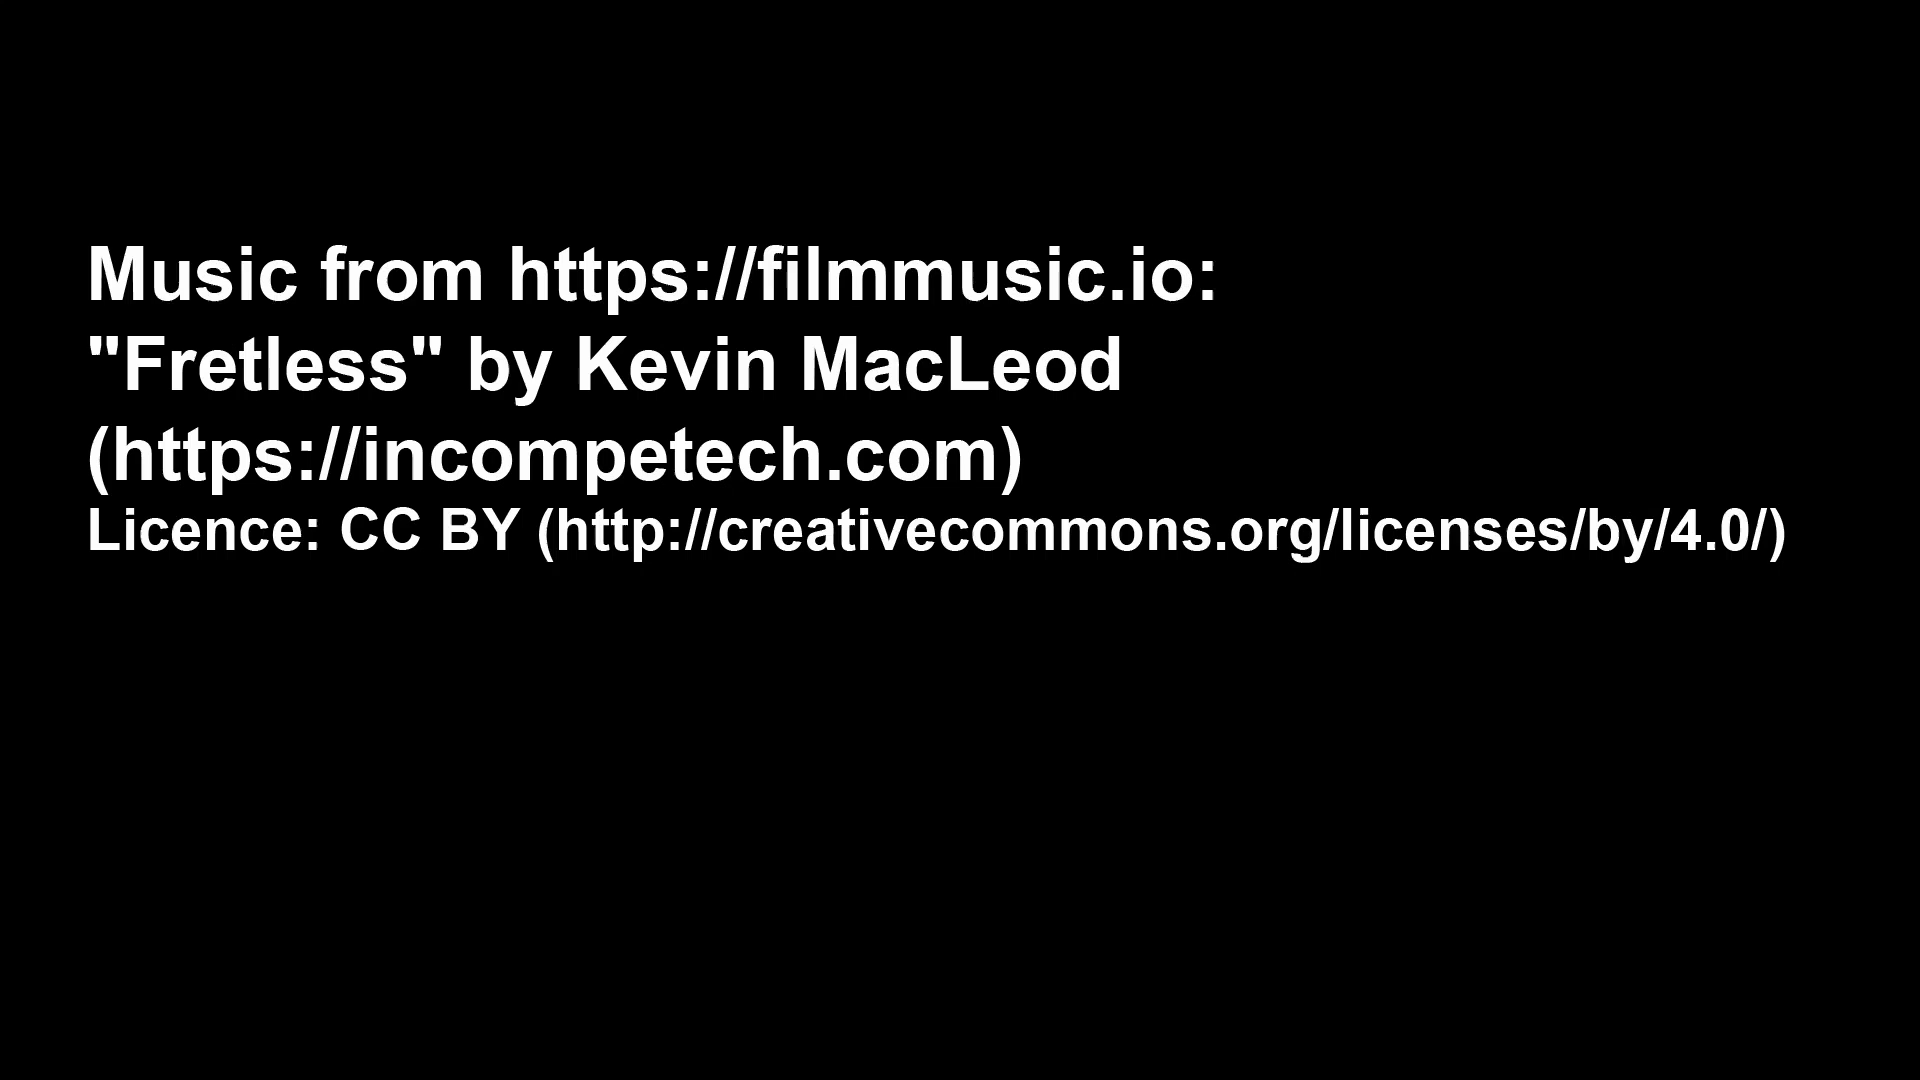 Music from https://filmmusic.io:
"Fretless" by Kevin MacLeod
(https://incompetech.com)
Licence: CC BY (http://creativecommons.org/licenses/by/4.0/)